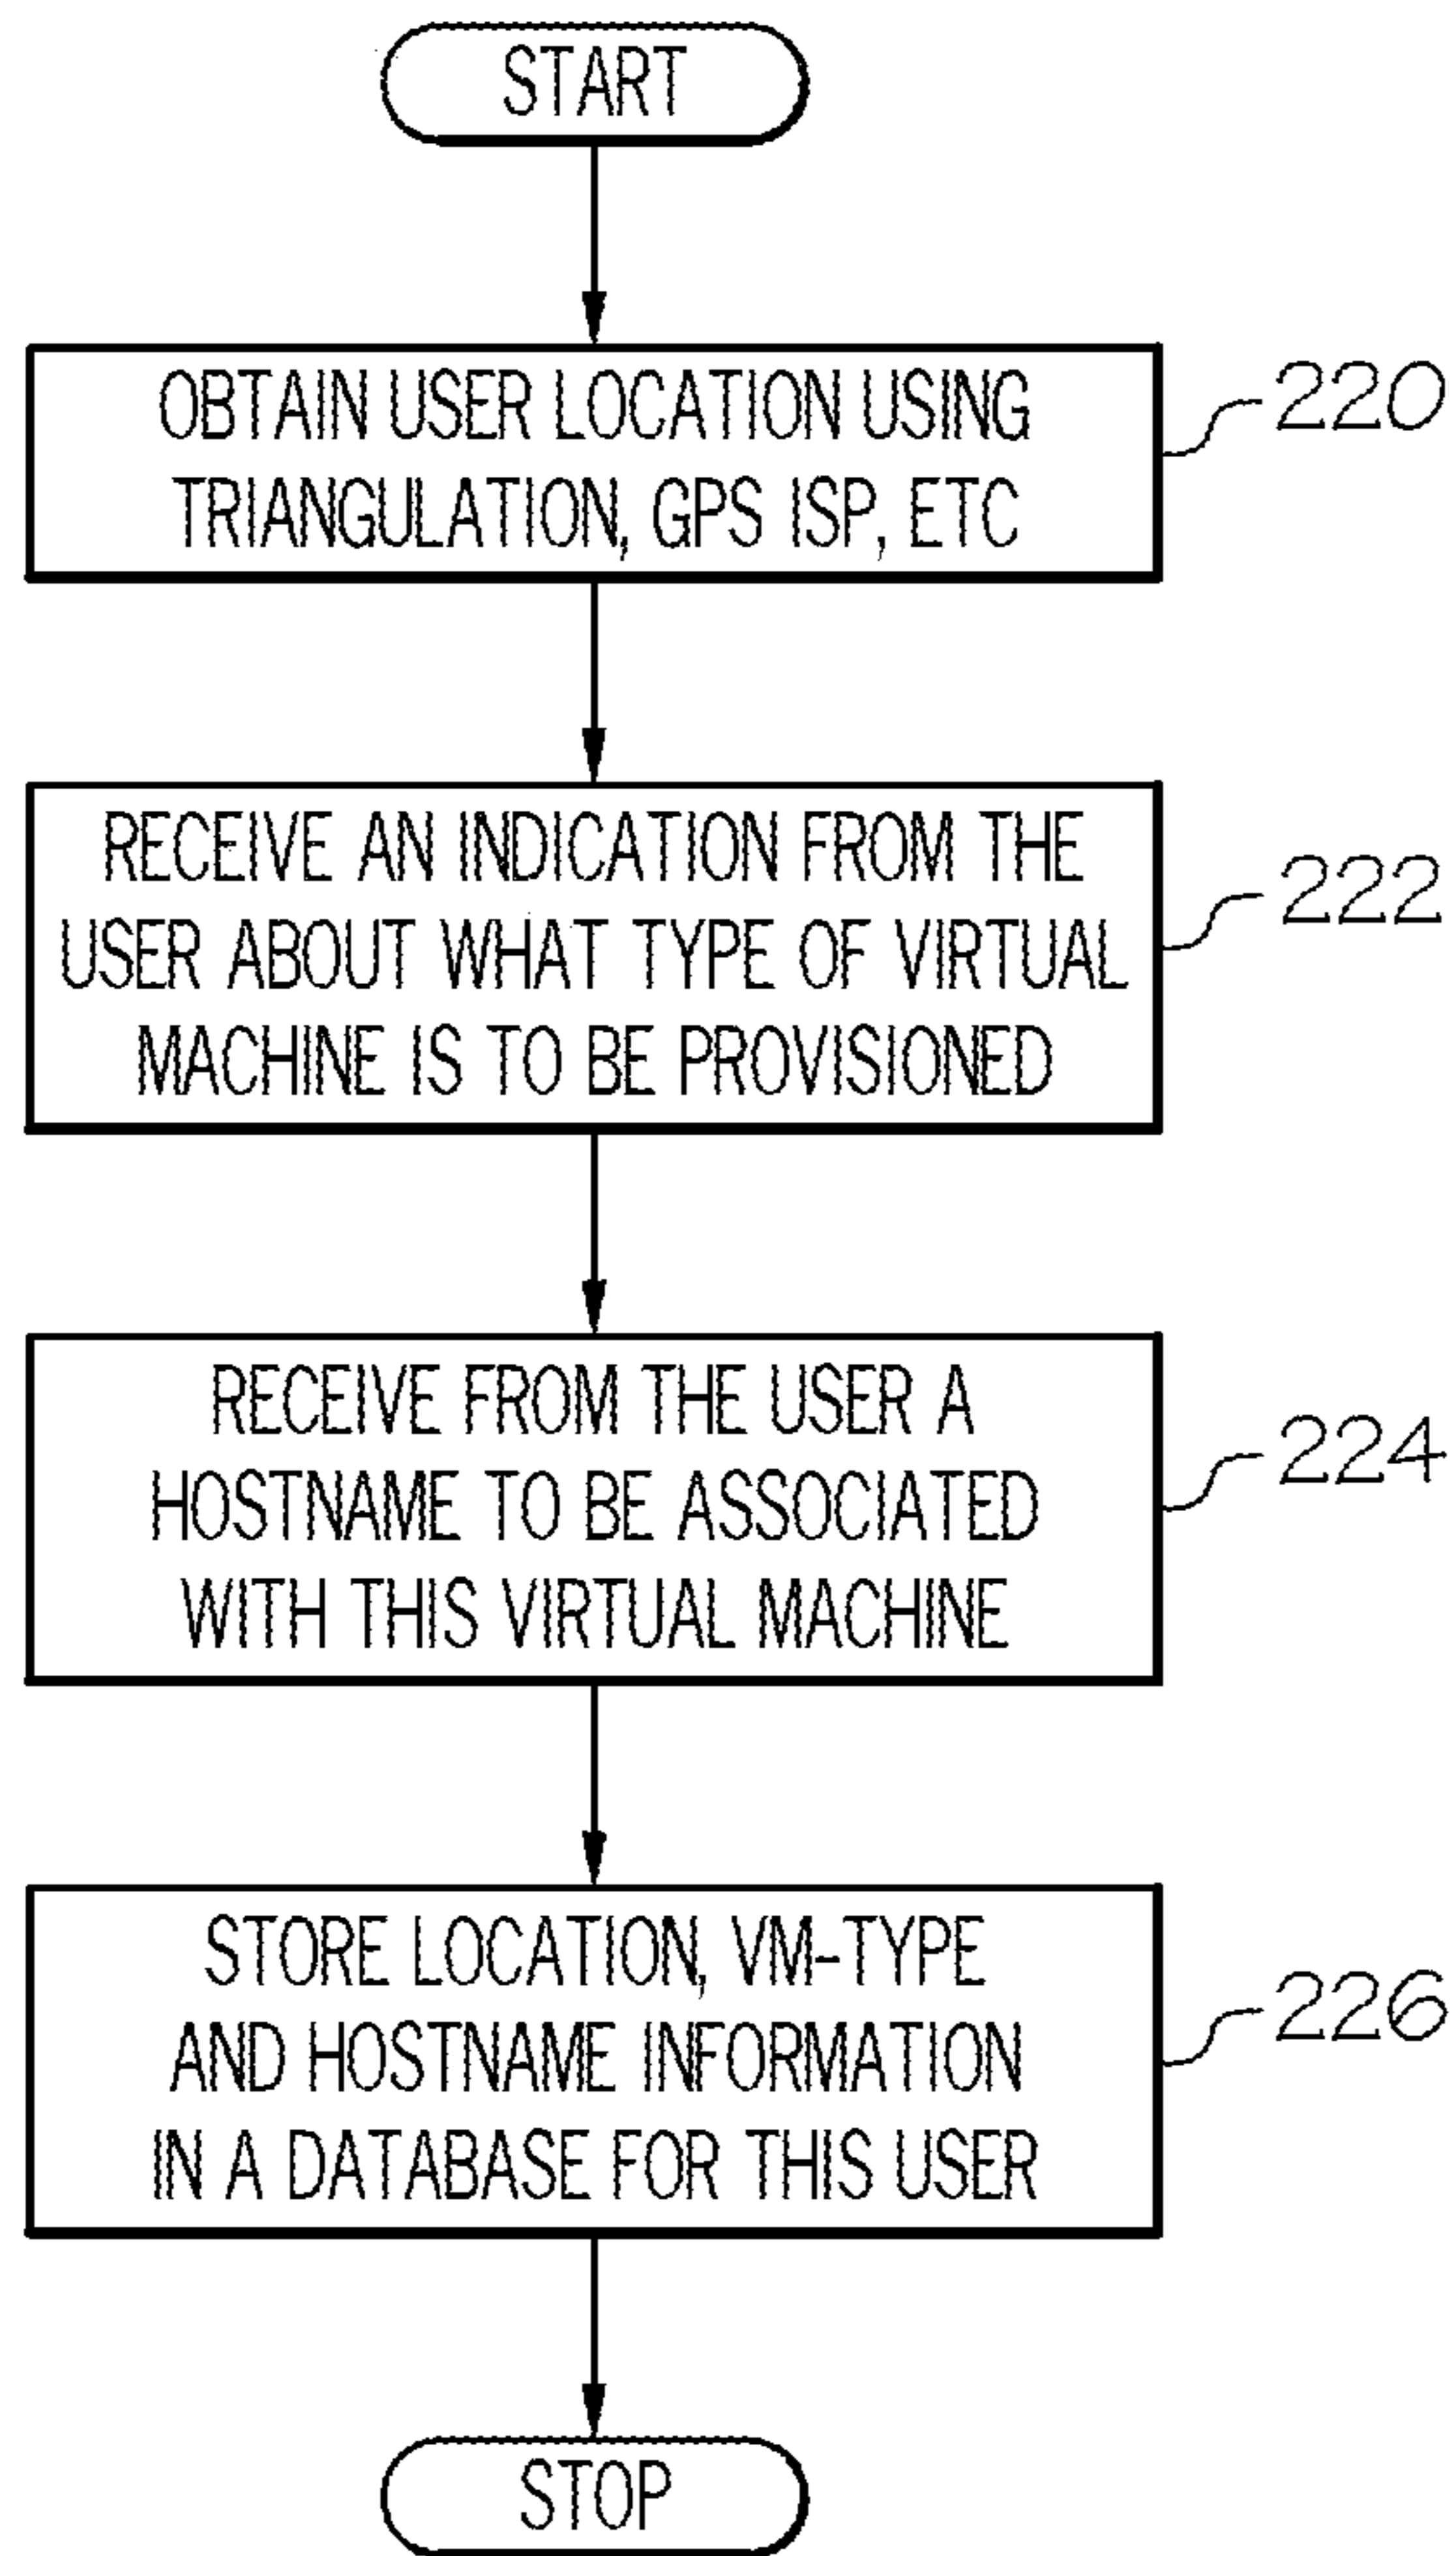 START
OBTAIN USER LOCATION USING
TRIANGULATION, GPS ISP, ETC
220
RECEIVE AN INDICATION FROM THE
USER ABOUT WHAT TYPE OF VIRTUAL
MACHINE IS TO BE PROVISIONED
222
RECEIVE FROM THE USER A
HOSTNAME TO BE ASSOCIATED
WITH THIS VIRTUAL MACHINE
224
STORE LOCATION, VM-TYPE
AND HOSTNAME INFORMATION
IN A DATABASE FOR THIS USER
226
STOP